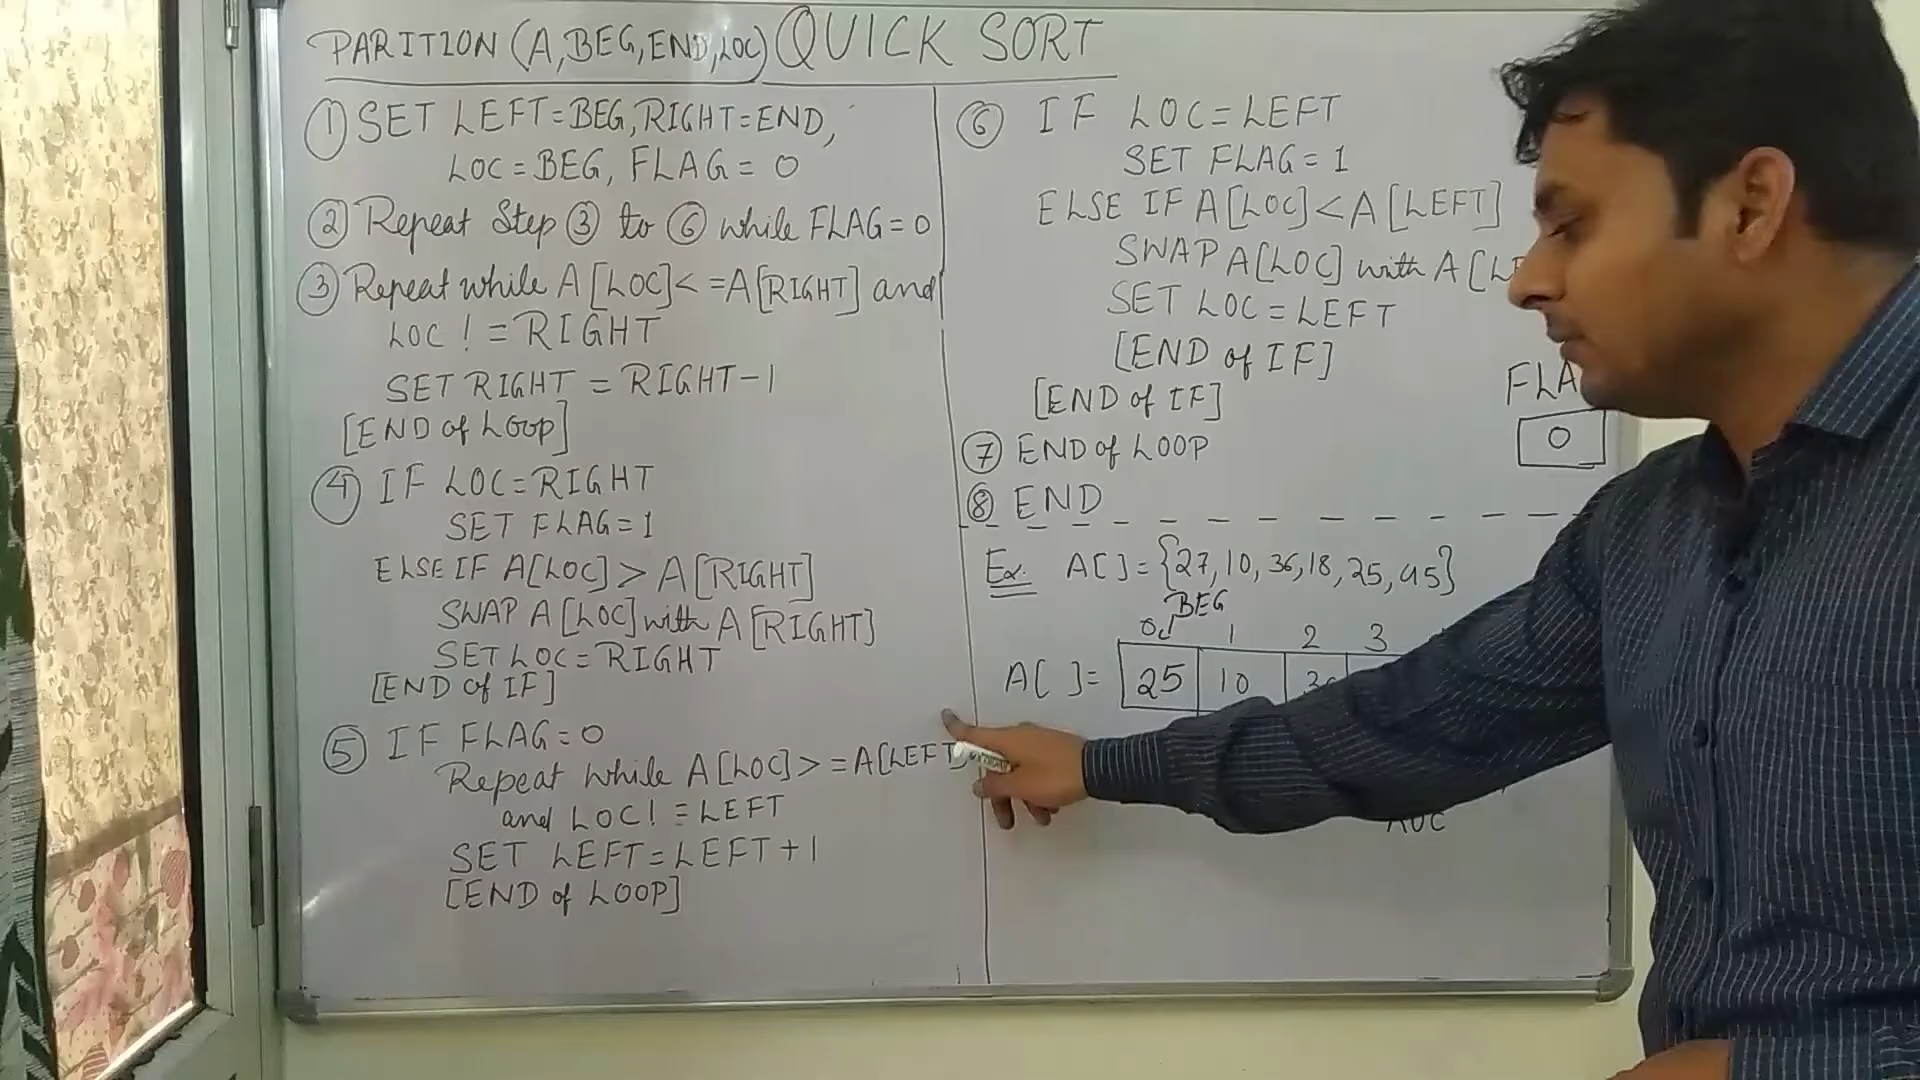 PARITION (A,BEG,END,LOC) QUICK SORT
① SET LEFT=BEG, RIGHT=END,
LOC=BEG, FLAG=0
② Repeat Step ③ to ⑥ while FLAG=0
③ Repeat while A[LOC]<=A[RIGHT] and
LOC!=RIGHT
SET RIGHT=RIGHT-1
[END of LOOP]
④ IF LOC=RIGHT
SET FLAG=1
ELSE IF A[LOC]>A[RIGHT]
SWAP A[LOC] with A[RIGHT]
SET LOC=RIGHT
[END of IF]
⑤ IF FLAG=0
Repeat while A[LOC]>=A[LEFT]
and LOC!=LEFT
SET LEFT=LEFT+1
[END of LOOP]
⑥ IF LOC=LEFT
SET FLAG=1
ELSE IF A[LOC]<A[LEFT]
SWAP A[LOC] with A[LE
SET LOC=LEFT
[END of IF]
[END of IF]
⑦ END of LOOP
⑧ END
FLA
0
Ex. A[]={27,10,36,18,25,45}
BEG
0 1 2 3
A[ ]= 25 10